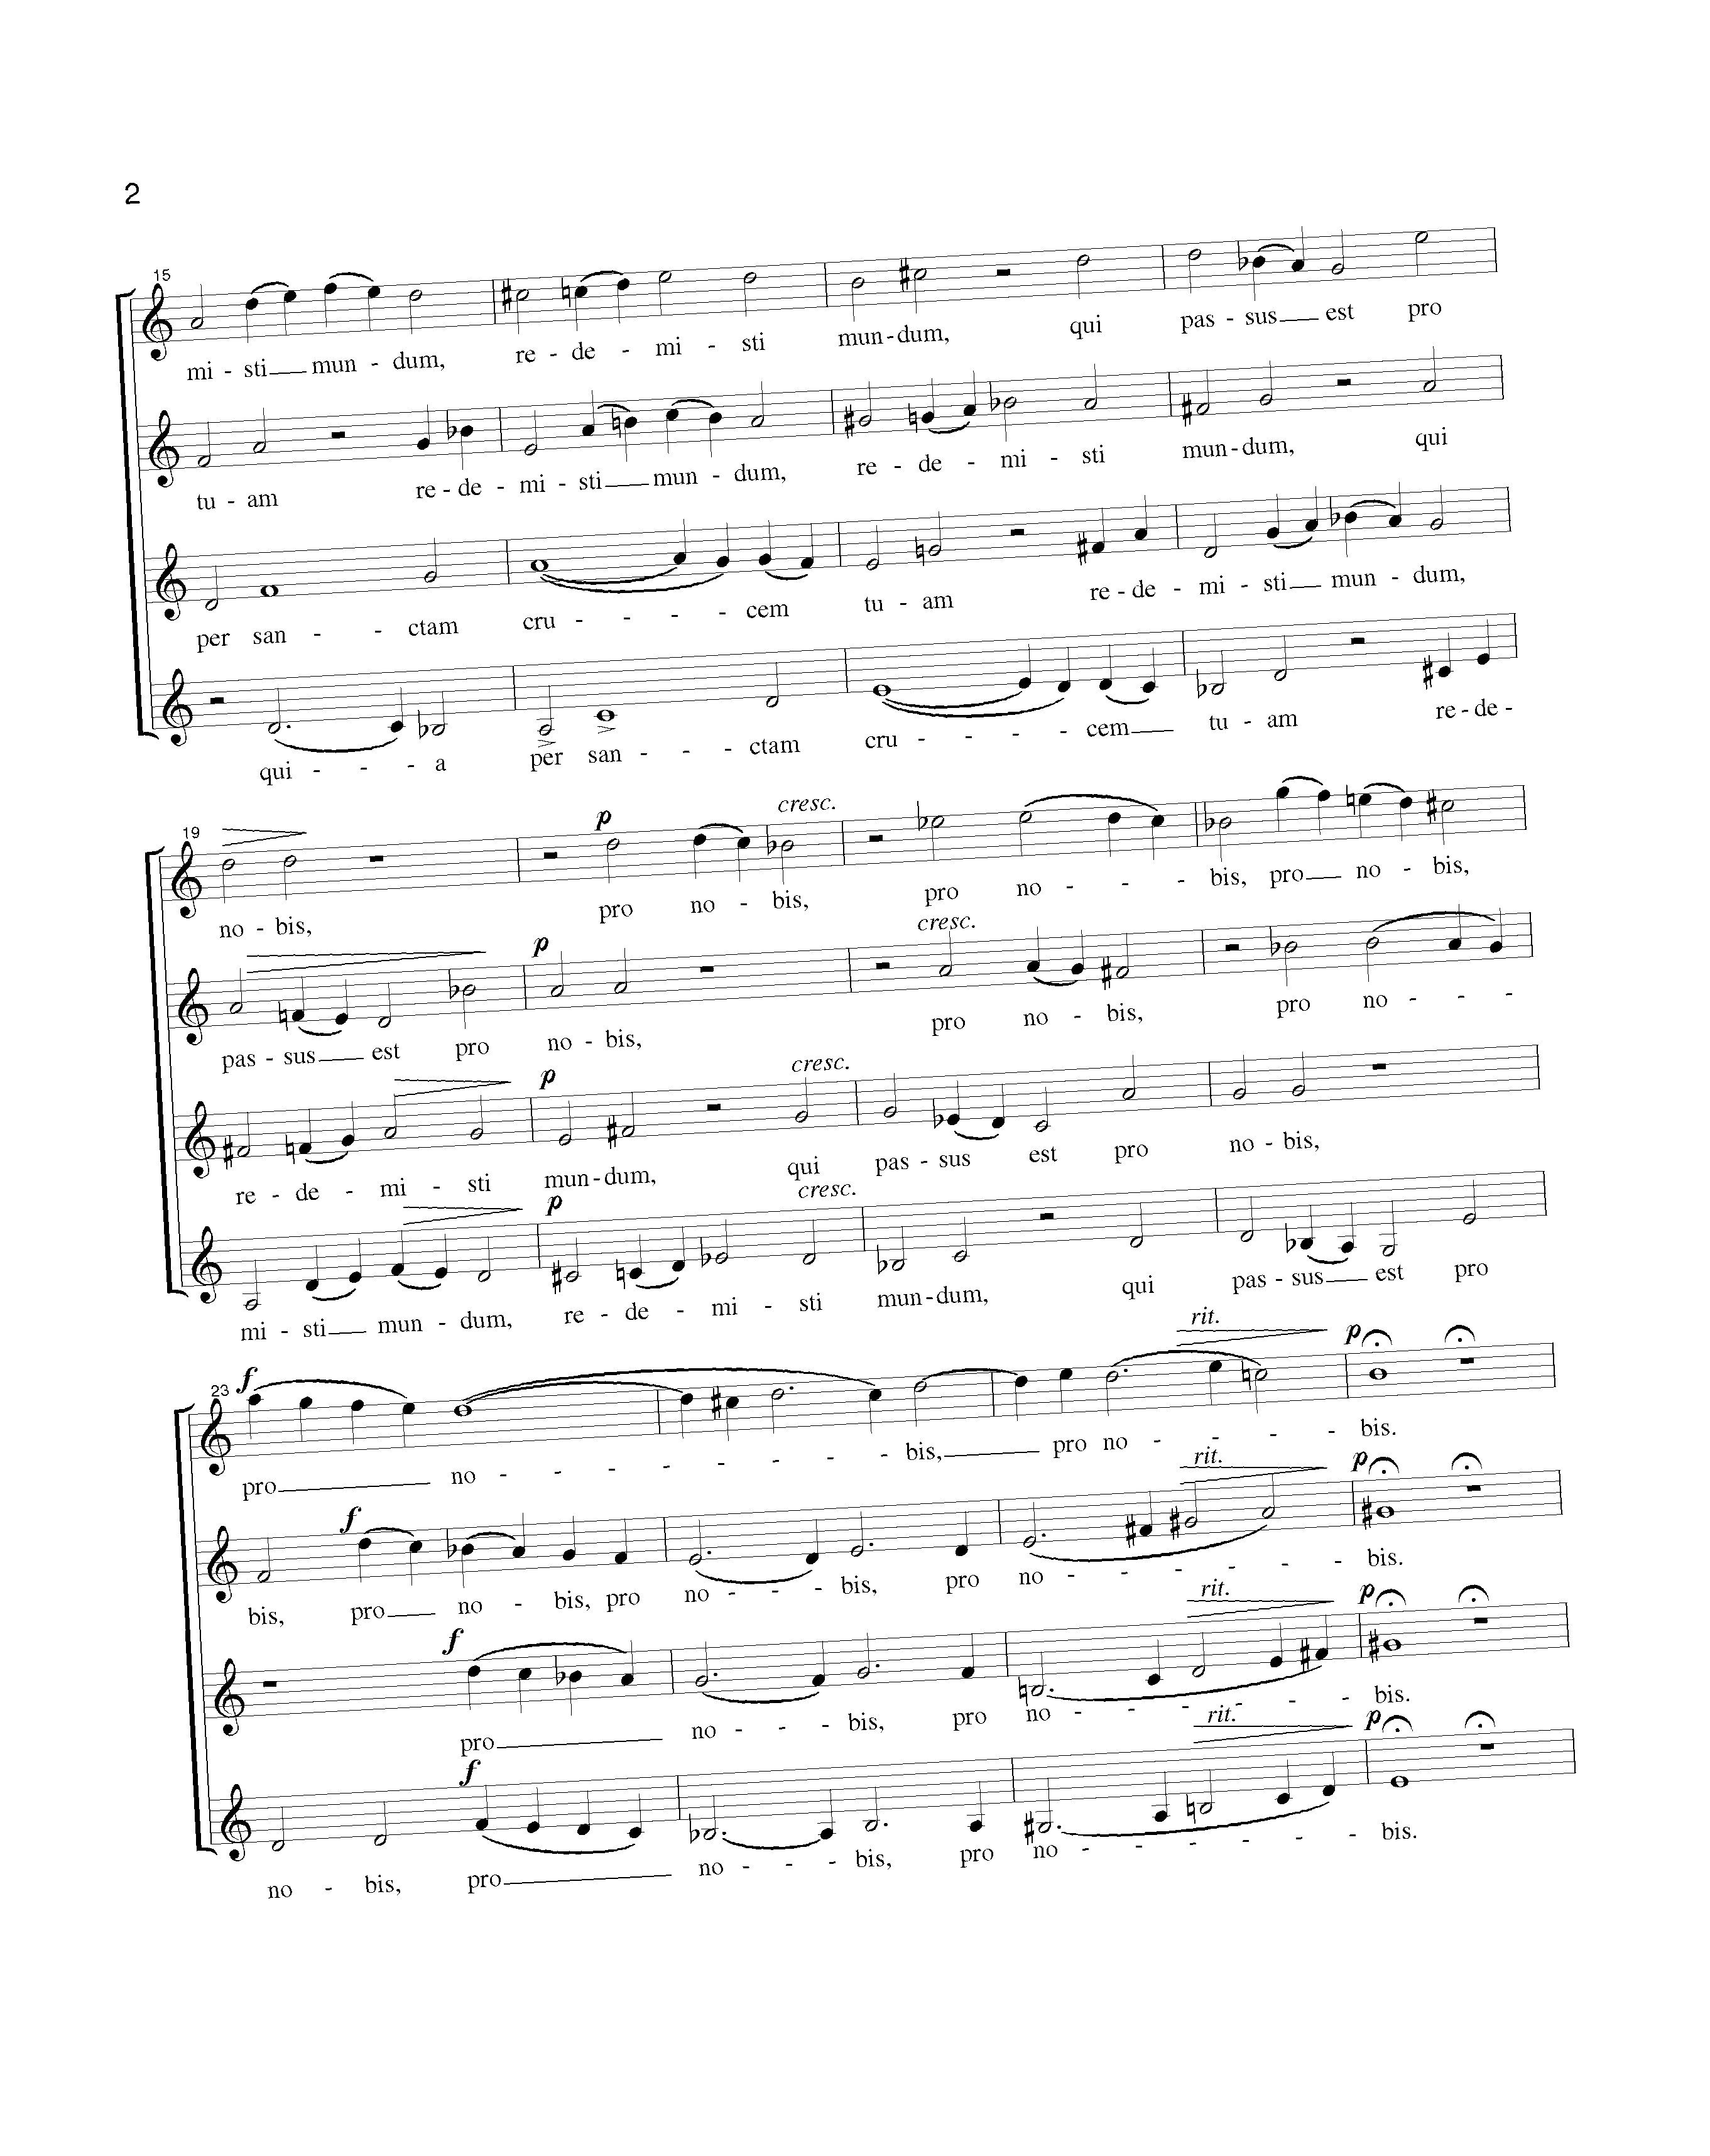 2
15
mi - sti mun - dum, re - de - mi - sti mun - dum, qui pas - sus est pro
tu - am re - de - mi - sti mun - dum, re - de - mi - sti mun - dum, qui
per san - - ctam cru - - - cem tu - am re - de - mi - sti mun - dum,
qui - - - a per san - - - ctam cru - - - cem tu - am re - de -
19
p cresc.
no - bis, pro no - bis, pro no - - - bis, pro no - bis,
p cresc.
pas - sus est pro no - bis, pro no - bis, pro no - - -
p cresc.
re - de - mi - sti mun - dum, qui pas - sus est pro no - bis,
p cresc.
mi - sti mun - dum, re - de - mi - sti mun - dum, qui pas - sus est pro
23
f rit. p
pro no - - - - - - - - bis, pro no - - - - bis.
f rit. p
bis, pro no - bis, pro no - - - bis, pro no - - - - - - bis.
f rit. p
pro no - - - bis, pro no - - - - - - bis.
f rit. p
no - bis, pro no - - - bis, pro no - - - - - - bis.